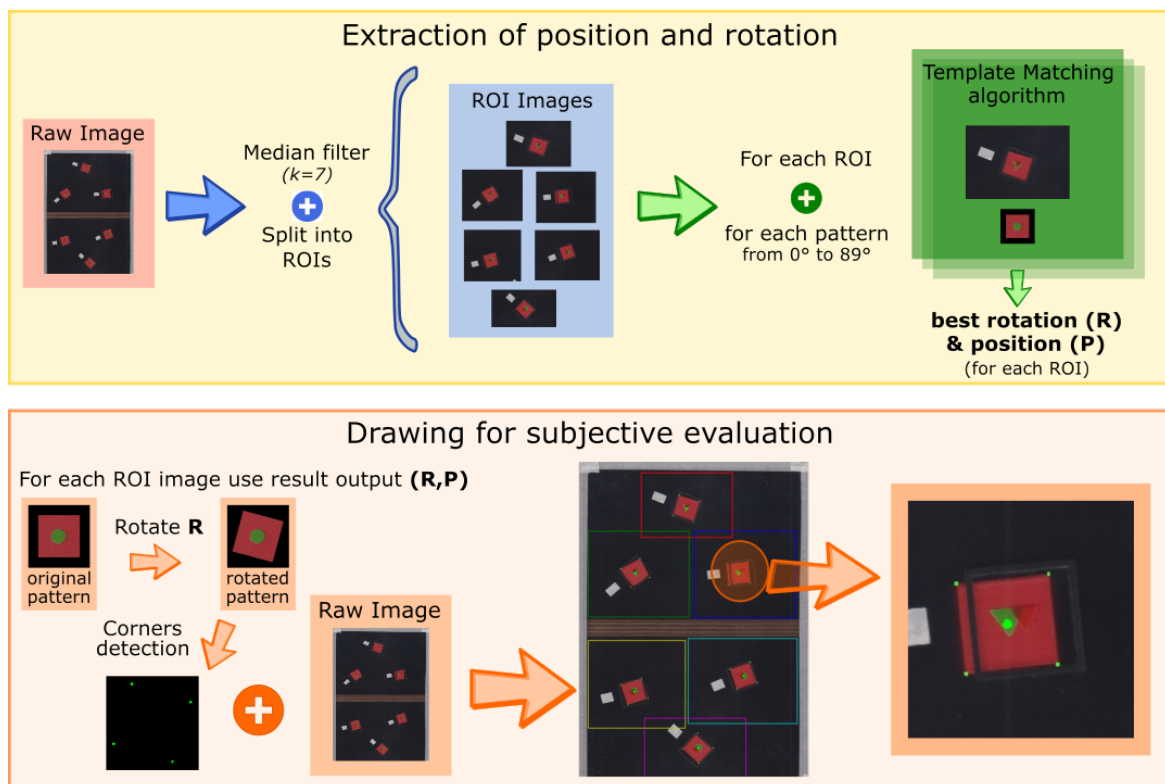 Extraction of position and rotation
Raw Image
Median filter
(k=7)
Split into
ROIs
ROI Images
For each ROI
for each pattern
from 0° to 89°
Template Matching
algorithm
best rotation (R)
& position (P)
(for each ROI)
Drawing for subjective evaluation
For each ROI image use result output (R,P)
original
pattern
Rotate R
rotated
pattern
Corners
detection
Raw Image